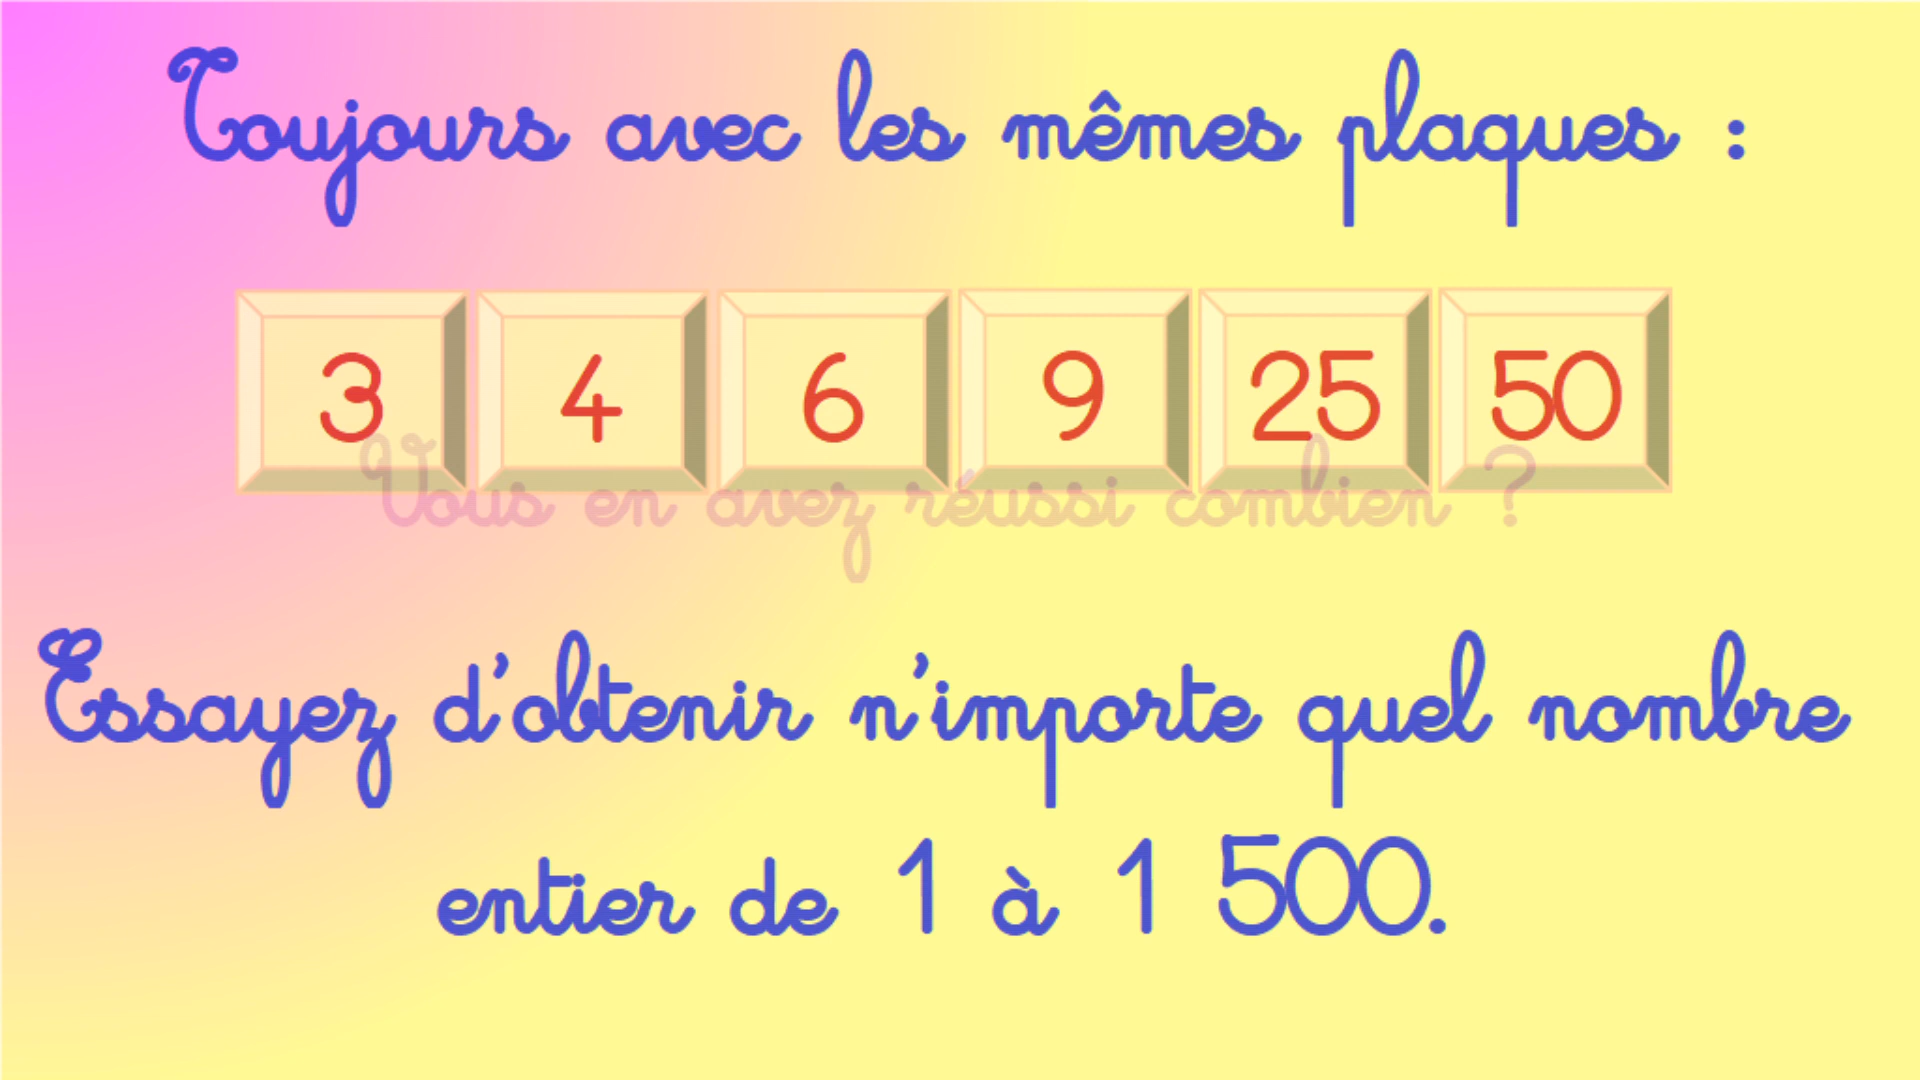 Toujours avec les mêmes plaques :
3 4 6 9 25 50
Vous en avez réussi combien ?
Essayez d'obtenir n'importe quel nombre
entier de 1 à 1 500.